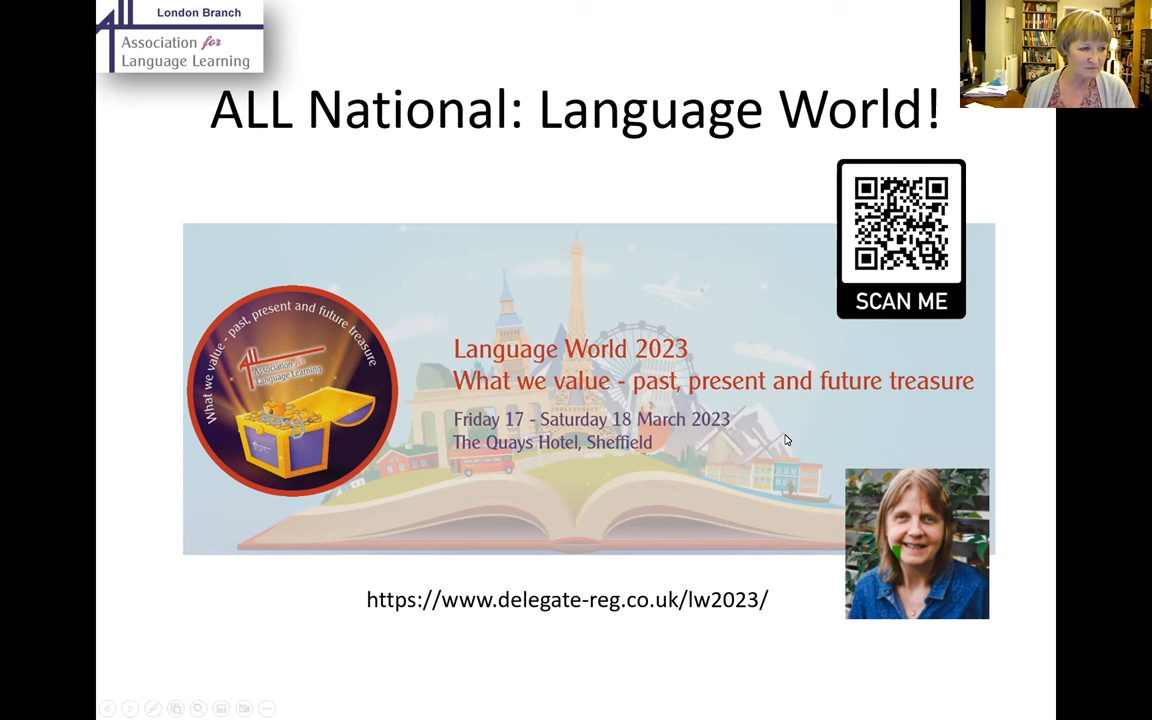 London Branch
Association for
Language Learning
ALL National: Language World!
SCAN ME
What we value - past, present and future treasure
Association for
Language Learning
Language World 2023
What we value - past, present and future treasure
Friday 17 - Saturday 18 March 2023
The Quays Hotel, Sheffield
https://www.delegate-reg.co.uk/lw2023/